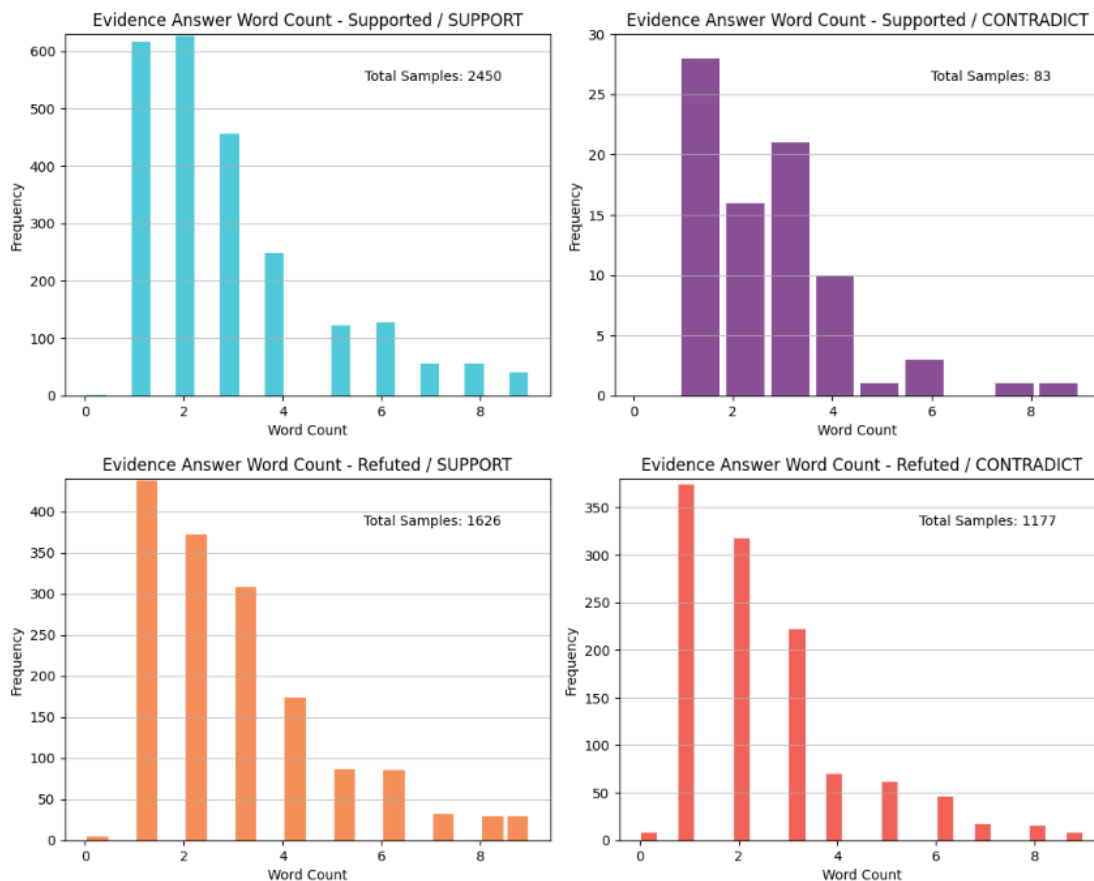 Evidence Answer Word Count - Supported / SUPPORT
600
500
400
300
200
100
0
Frequency
Total Samples: 2450
0 2 4 6 8
Word Count
Evidence Answer Word Count - Supported / CONTRADICT
30
25
20
15
10
5
0
Frequency
Total Samples: 83
0 2 4 6 8
Word Count
Evidence Answer Word Count - Refuted / SUPPORT
400
350
300
250
200
150
100
50
0
Frequency
Total Samples: 1626
0 2 4 6 8
Word Count
Evidence Answer Word Count - Refuted / CONTRADICT
350
300
250
200
150
100
50
0
Frequency
Total Samples: 1177
0 2 4 6 8
Word Count